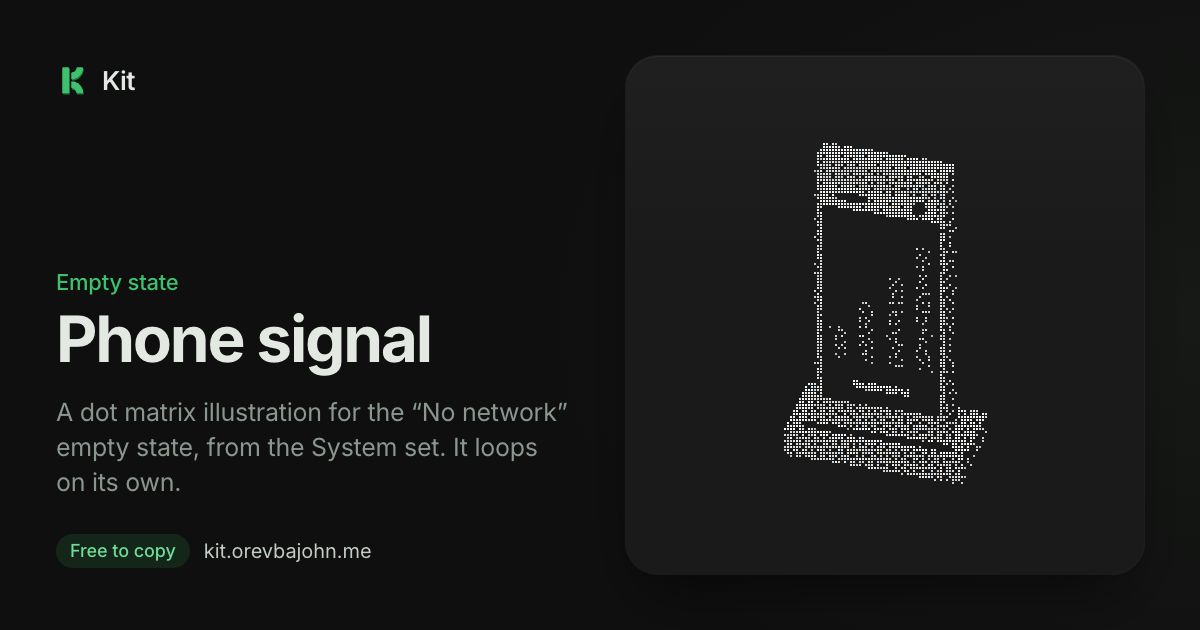 Kit
Empty state
Phone signal
A dot matrix illustration for the “No network”
empty state, from the System set. It loops
on its own.
Free to copy
kit.orevbajohn.me